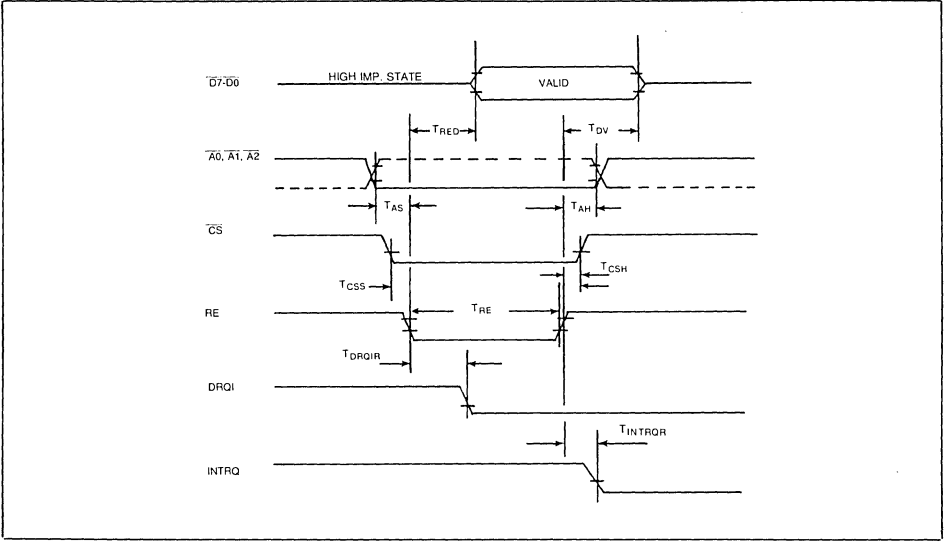 D7-D0
HIGH IMP. STATE
VALID
TRED
TDV
A0, A1, A2
TAS
TAH
CS
TCSS
TCSH
RE
TRE
TDRQIR
DRQI
TINTRQR
INTRQ